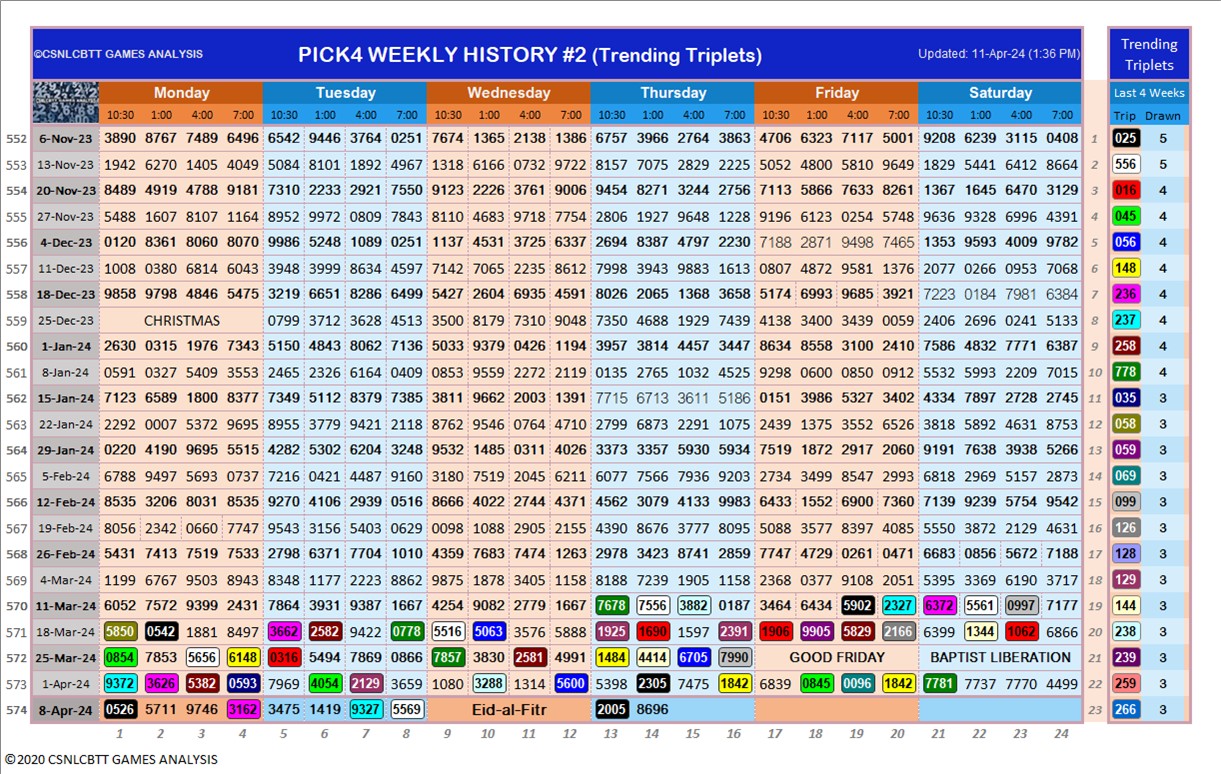 ©CSNLCBTT GAMES ANALYSIS PICK4 WEEKLY HISTORY #2 (Trending Triplets) Updated: 11-Apr-24 (1:36 PM) Trending Triplets
Monday Tuesday Wednesday Thursday Friday Saturday Last 4 Weeks
10:30 1:00 4:00 7:00 10:30 1:00 4:00 7:00 10:30 1:00 4:00 7:00 10:30 1:00 4:00 7:00 10:30 1:00 4:00 7:00 10:30 1:00 4:00 7:00 Trip Drawn
552 6-Nov-23 3890 8767 7489 6496 6542 9446 3764 0251 7674 1365 2138 1386 6757 3966 2764 3863 4706 6323 7117 5001 9208 6239 3115 0408 1 025 5
553 13-Nov-23 1942 6270 1405 4049 5084 8101 1892 4967 1318 6166 0732 9722 8157 7075 2825 2225 5052 4800 5810 9649 1829 5441 6412 8664 2 556 5
554 20-Nov-23 8489 4919 4788 9181 7310 2233 2921 7550 9123 2226 3761 9006 9454 8271 3244 2756 7113 5866 7633 8261 1367 1645 6470 3129 3 016 4
555 27-Nov-23 5488 1607 8107 1164 8952 9972 0809 7843 8110 4683 9718 7754 2806 1927 9648 1228 9196 6123 0254 5748 9636 9328 6996 4391 4 045 4
556 4-Dec-23 0120 8361 8060 8070 9986 5248 1089 0251 1137 4531 3725 6337 2694 8387 4797 2230 7188 2871 9498 7465 1353 9593 4009 9782 5 056 4
557 11-Dec-23 1008 0380 6814 6043 3948 3999 8634 4597 7142 7065 2235 8612 7998 3943 9883 1613 0807 4872 9581 1376 2077 0266 0953 7068 6 148 4
558 18-Dec-23 9858 9798 4846 5475 3219 6651 8286 6499 5427 2604 6935 4591 8026 2065 1368 3658 5174 6993 9685 3921 7223 0184 7981 6384 7 236 4
559 25-Dec-23 CHRISTMAS 0799 3712 3628 4513 3500 8179 7310 9048 7350 4688 1929 7439 4138 3400 3439 0059 2406 2696 0241 5133 8 237 4
560 1-Jan-24 2630 0315 1976 7343 5150 4843 8062 7136 5033 9379 0426 1194 3957 3814 4457 3447 8634 8558 3100 2410 7586 4832 7771 6387 9 258 4
561 8-Jan-24 0591 0327 5409 3553 2465 2326 6164 0409 0853 9559 2272 2119 0135 2765 1032 4525 9298 0600 0850 0912 5532 5993 2209 7015 10 778 4
562 15-Jan-24 7123 6589 1800 8377 7349 5112 8379 7385 3811 9662 2003 1391 7715 6713 3611 5186 0151 3986 5327 3402 4334 7897 2728 2745 11 035 3
563 22-Jan-24 2292 0007 5372 9695 8955 3779 9421 2118 8762 9546 0764 4710 2799 6873 2291 1075 2439 1375 3552 6526 3818 5892 4631 8753 12 058 3
564 29-Jan-24 0220 4190 9695 5515 4282 5302 6204 3248 9532 1485 0311 4026 3373 3357 5530 5934 7519 1872 2917 2060 9191 7638 3938 5266 13 059 3
565 5-Feb-24 6788 9497 5693 0737 7216 0421 4487 9160 3180 7519 2045 6211 6077 7566 7936 9203 2734 3499 8547 2993 6818 2969 5157 2873 14 069 3
566 12-Feb-24 8535 3206 8031 8535 9270 4106 2939 0516 8666 4022 2744 4371 4562 3079 4133 9983 6433 1552 6900 7360 7139 9239 5754 9542 15 099 3
567 19-Feb-24 8056 2342 0660 7747 9543 3156 5403 0629 0098 1088 2905 2155 4390 8676 3777 8095 5088 3577 8397 4085 5550 3872 2129 4631 16 126 3
568 26-Feb-24 5431 7413 7519 7533 2798 6371 7704 1010 4359 7683 7474 1263 2978 3423 8741 2859 7747 4729 0261 0471 6683 0856 5672 7188 17 128 3
569 4-Mar-24 1199 6767 9503 8943 8348 1177 2223 8862 9875 1878 3405 1158 8188 7239 1905 1158 2368 0377 9108 2051 5395 3369 6190 3717 18 129 3
570 11-Mar-24 6052 7572 9399 2431 7864 3931 9387 1667 4254 9082 2779 1667 7678 7556 3882 0187 3464 6434 5902 2327 6372 5561 0997 7177 19 144 3
571 18-Mar-24 5850 0542 1881 8497 3662 2582 9422 0778 5516 5063 3576 5888 1925 1690 1597 2391 1906 9905 5829 2166 6399 1344 1062 6866 20 238 3
572 25-Mar-24 0854 7853 5656 6148 0316 5494 7869 0866 7857 3830 2581 4991 1484 4414 6705 7990 GOOD FRIDAY BAPTIST LIBERATION 21 239 3
573 1-Apr-24 9372 3626 5382 0593 7969 4054 2129 3659 1080 3288 1314 5600 5398 2305 7475 1842 6839 0845 0096 1842 7781 7737 7770 4499 22 259 3
574 8-Apr-24 0526 5711 9746 3162 3475 1419 9327 5569 Eid-al-Fitr 2005 8696 23 266 3
1 2 3 4 5 6 7 8 9 10 11 12 13 14 15 16 17 18 19 20 21 22 23 24
©2020 CSNLCBTT GAMES ANALYSIS